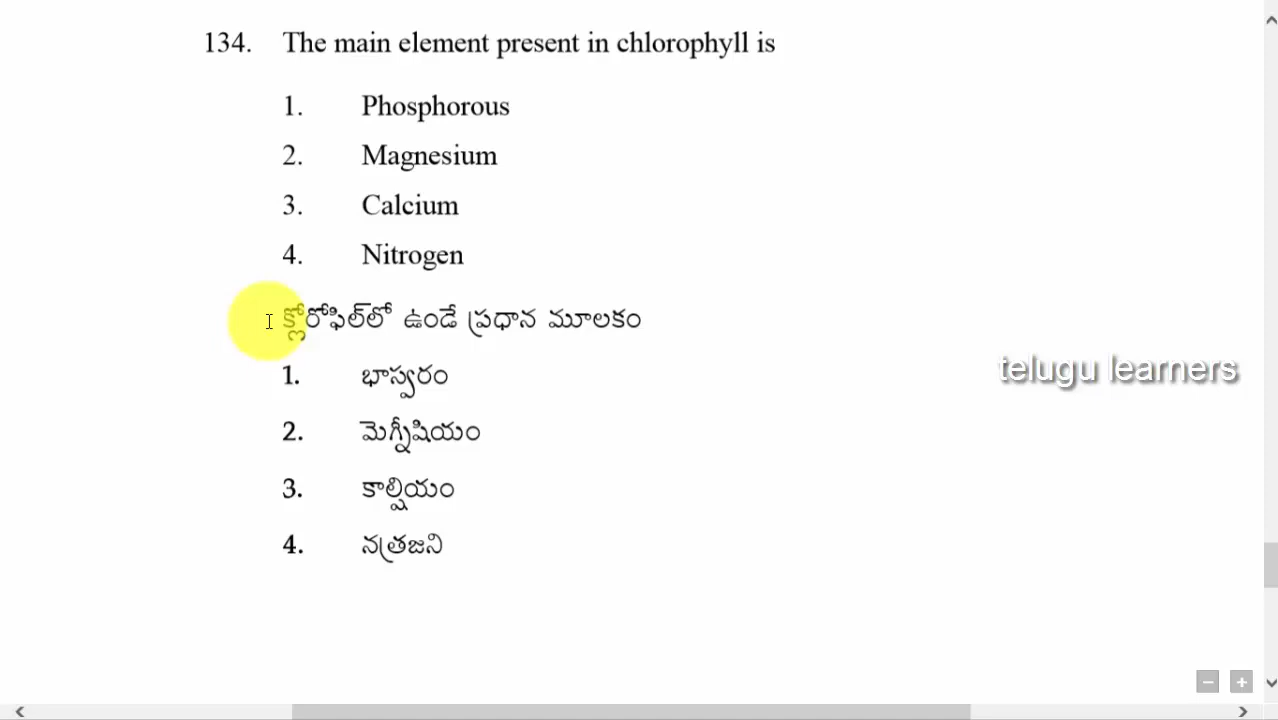 134. The main element present in chlorophyll is
1. Phosphorous
2. Magnesium
3. Calcium
4. Nitrogen
క్లోరోఫిల్‌లో ఉండే ప్రధాన మూలకం
1. భాస్వరం
telugu learners
2. మెగ్నీషియం
3. కాల్షియం
4. నత్రజని